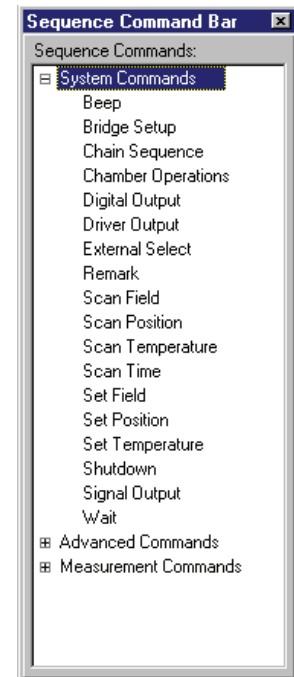 Sequence Command Bar
Sequence Commands:
System Commands
Beep
Bridge Setup
Chain Sequence
Chamber Operations
Digital Output
Driver Output
External Select
Remark
Scan Field
Scan Position
Scan Temperature
Scan Time
Set Field
Set Position
Set Temperature
Shutdown
Signal Output
Wait
Advanced Commands
Measurement Commands